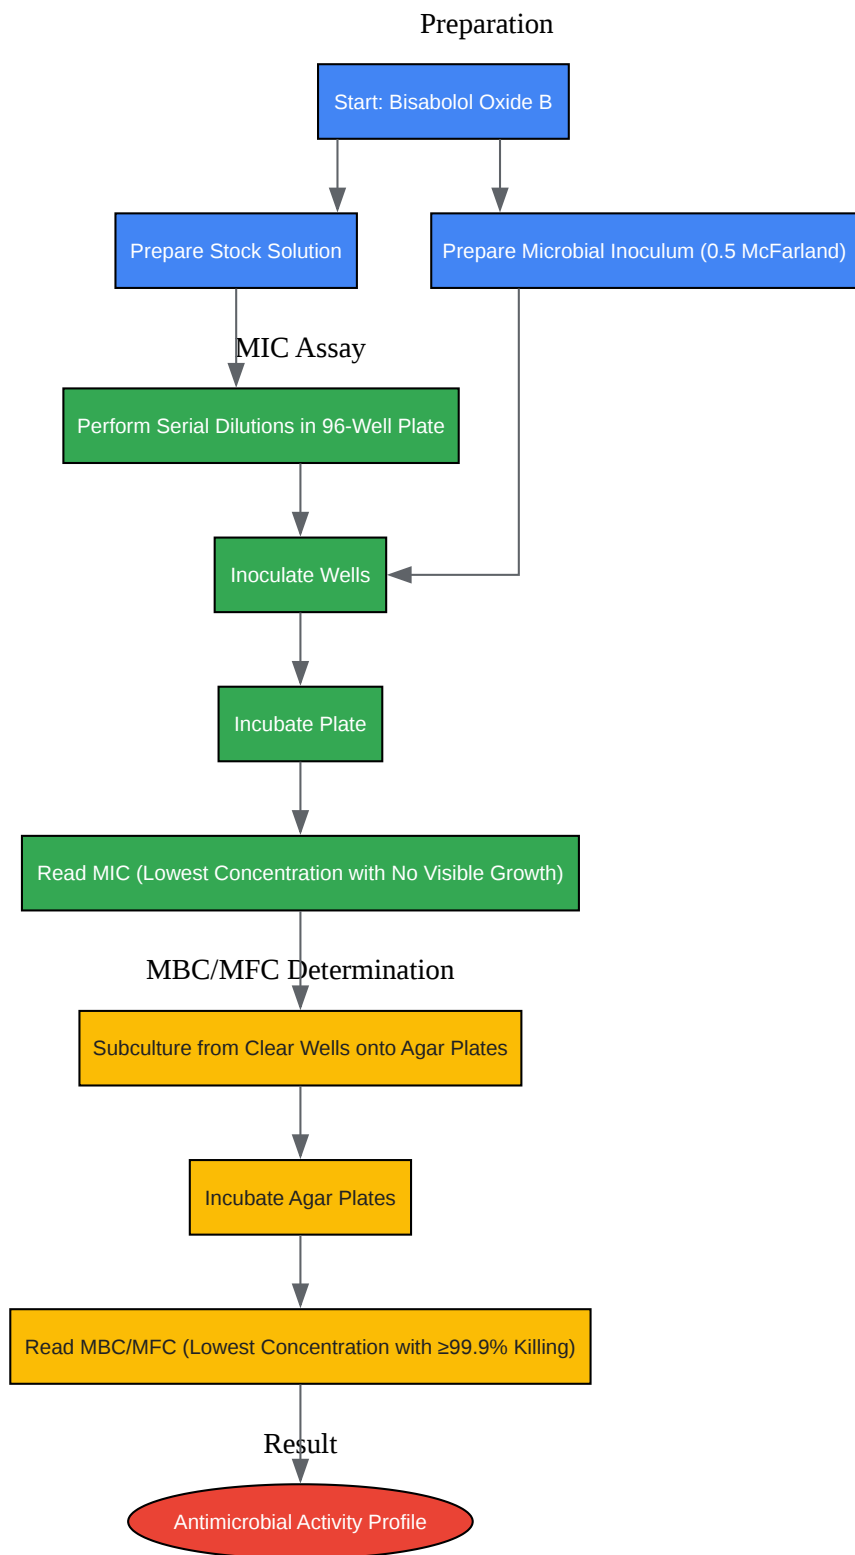 Preparation
Start: Bisabolol Oxide B
Prepare Stock Solution
Prepare Microbial Inoculum (0.5 McFarland)
MIC Assay
Perform Serial Dilutions in 96-Well Plate
Inoculate Wells
Incubate Plate
Read MIC (Lowest Concentration with No Visible Growth)
MBC/MFC Determination
Subculture from Clear Wells onto Agar Plates
Incubate Agar Plates
Read MBC/MFC (Lowest Concentration with ≥99.9% Killing)
Result
Antimicrobial Activity Profile